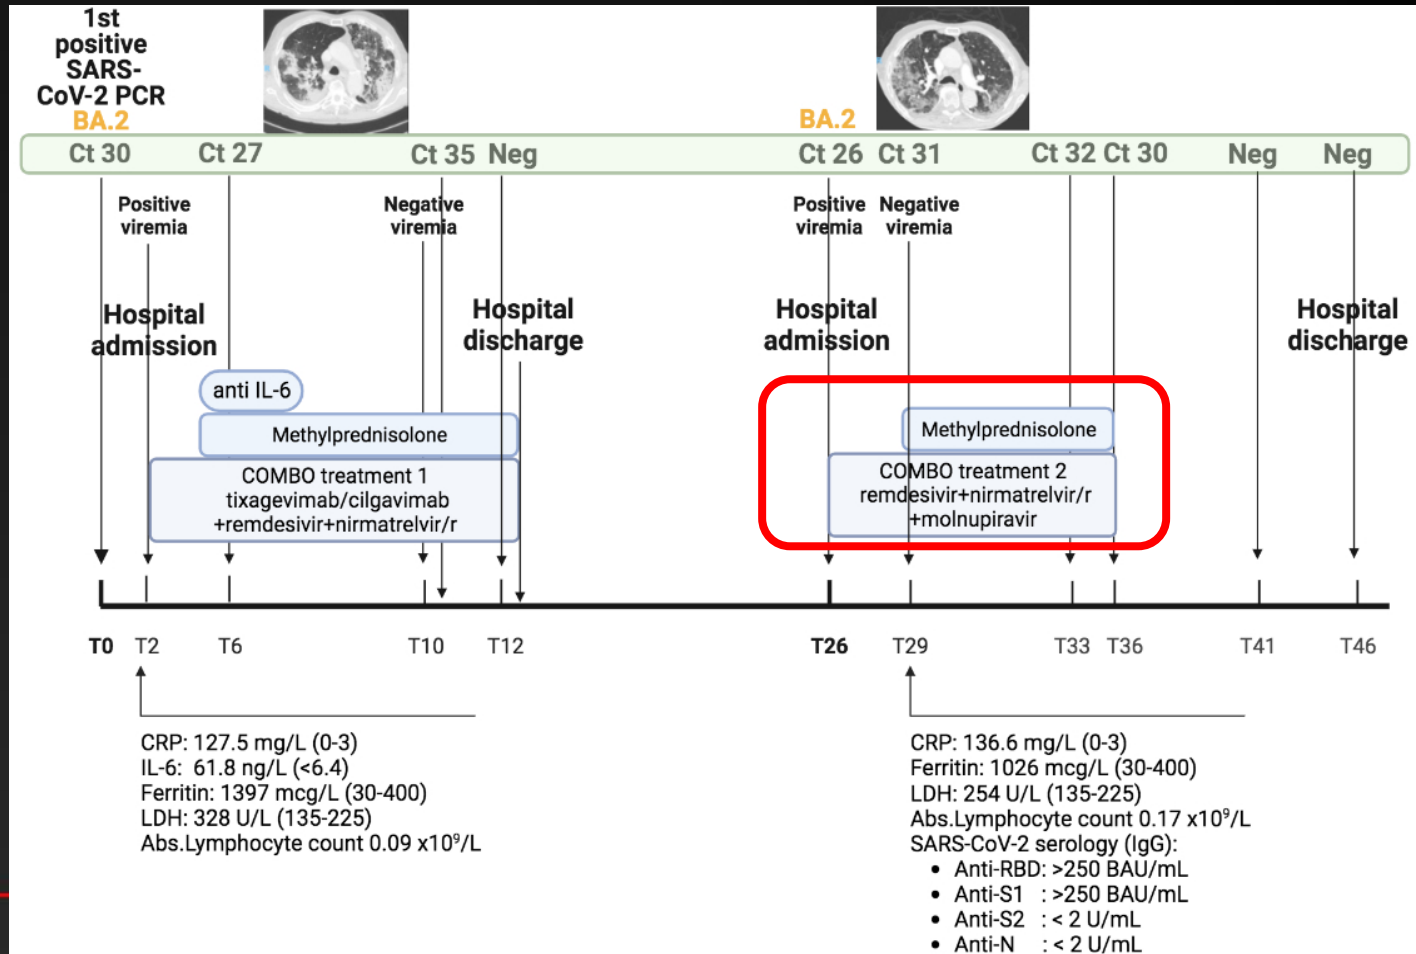 1st
positive
SARS-
CoV-2 PCR
BA.2
BA.2
Ct 30 Ct 27 Ct 35 Neg Ct 26 Ct 31 Ct 32 Ct 30 Neg Neg
Positive
viremia
Negative
viremia
Positive
viremia
Negative
viremia
Hospital
admission
Hospital
discharge
Hospital
admission
Hospital
discharge
anti IL-6
Methylprednisolone
COMBO treatment 1
tixagevimab/cilgavimab
+remdesivir+nirmatrelvir/r
Methylprednisolone
COMBO treatment 2
remdesivir+nirmatrelvir/r
+molnupiravir
T0 T2 T6 T10 T12 T26 T29 T33 T36 T41 T46
CRP: 127.5 mg/L (0-3)
IL-6: 61.8 ng/L (<6.4)
Ferritin: 1397 mcg/L (30-400)
LDH: 328 U/L (135-225)
Abs.Lymphocyte count 0.09 x10⁹/L
CRP: 136.6 mg/L (0-3)
Ferritin: 1026 mcg/L (30-400)
LDH: 254 U/L (135-225)
Abs.Lymphocyte count 0.17 x10⁹/L
SARS-CoV-2 serology (IgG):
• Anti-RBD: >250 BAU/mL
• Anti-S1 : >250 BAU/mL
• Anti-S2 : < 2 U/mL
• Anti-N : < 2 U/mL